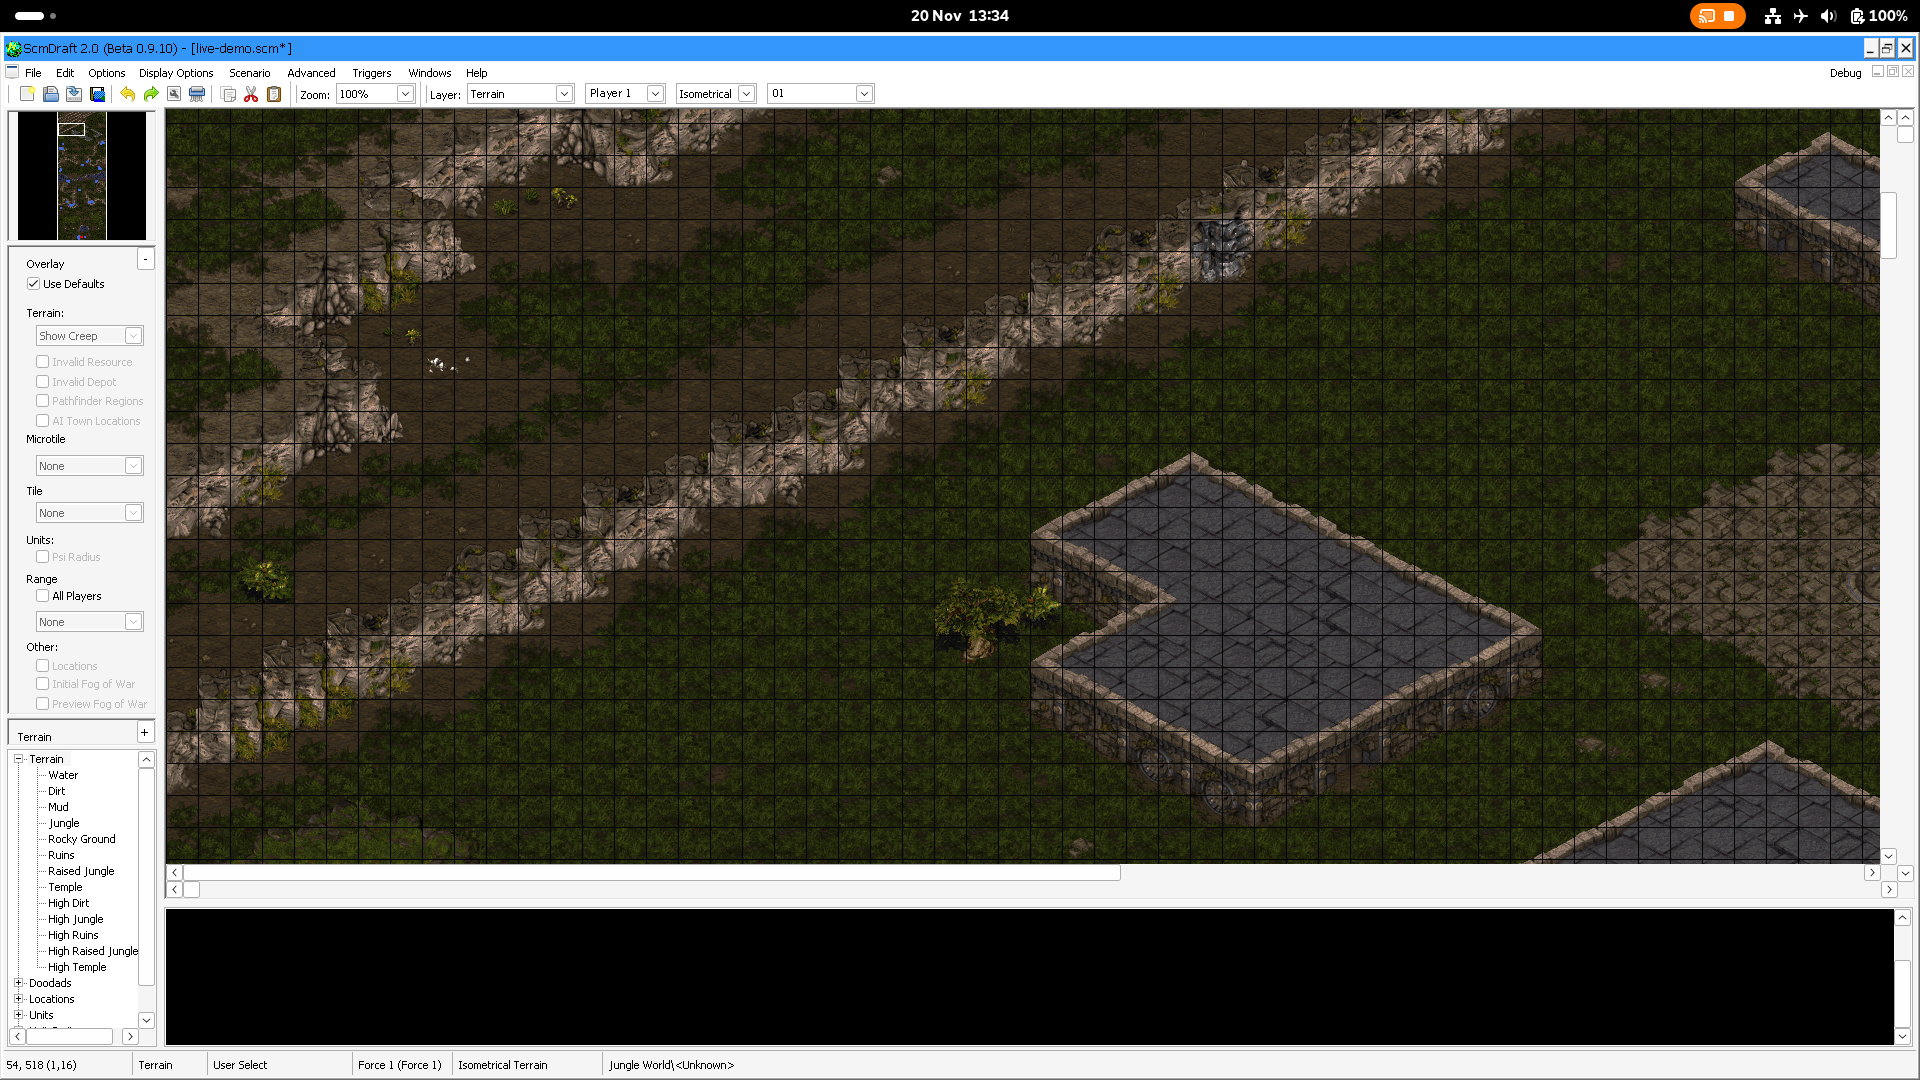 20 Nov 13:34
100%
ScmDraft 2.0 (Beta 0.9.10) - [live-demo.scm*]
File Edit Options Display Options Scenario Advanced Triggers Windows Help Debug
Zoom: 100% Layer: Terrain Player 1 Isometrical 01
Overlay
-
Use Defaults
Terrain:
Show Creep
Invalid Resource
Invalid Depot
Pathfinder Regions
AI Town Locations
Microtile
None
Tile
None
Units:
Psi Radius
Range
All Players
None
Other:
Locations
Initial Fog of War
Preview Fog of War
Terrain
+
Terrain
Water
Dirt
Mud
Jungle
Rocky Ground
Ruins
Raised Jungle
Temple
High Dirt
High Jungle
High Ruins
High Raised Jungle
High Temple
Doodads
Locations
Units
54, 518 (1,16) Terrain User Select Force 1 (Force 1) Isometrical Terrain Jungle World\<Unknown>